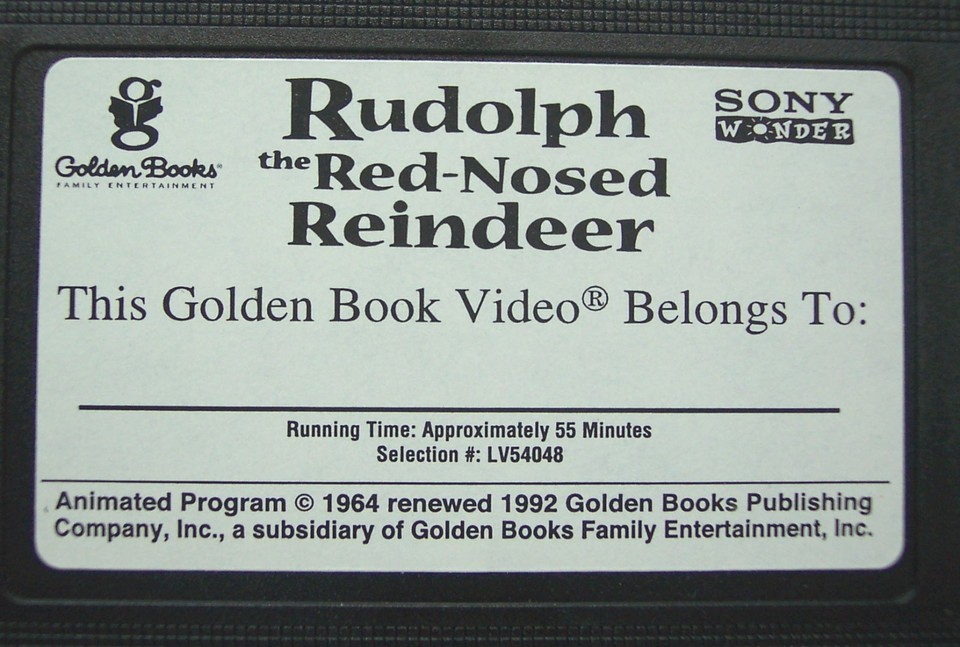 Golden Books®
FAMILY ENTERTAINMENT
Rudolph
the Red-Nosed
Reindeer
SONY
WONDER
This Golden Book Video® Belongs To:
Running Time: Approximately 55 Minutes
Selection #: LV54048
Animated Program © 1964 renewed 1992 Golden Books Publishing
Company, Inc., a subsidiary of Golden Books Family Entertainment, Inc.